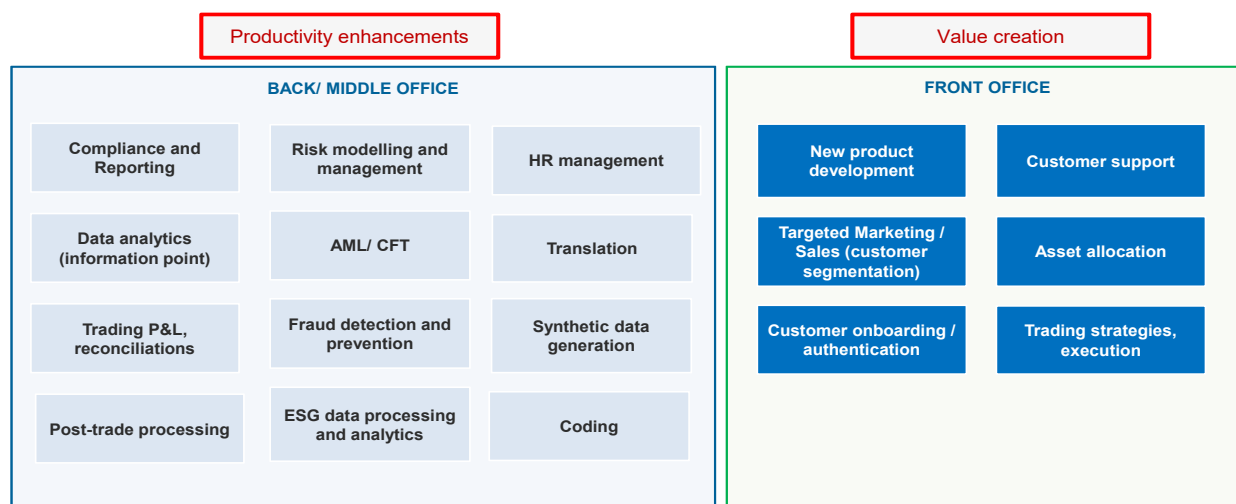 Productivity enhancements
Value creation
BACK/ MIDDLE OFFICE
Compliance and
Reporting
Risk modelling and
management
HR management
Data analytics
(information point)
AML/ CFT
Translation
Trading P&L,
reconciliations
Fraud detection and
prevention
Synthetic data
generation
Post-trade processing
ESG data processing
and analytics
Coding
FRONT OFFICE
New product
development
Customer support
Targeted Marketing /
Sales (customer
segmentation)
Asset allocation
Customer onboarding /
authentication
Trading strategies,
execution